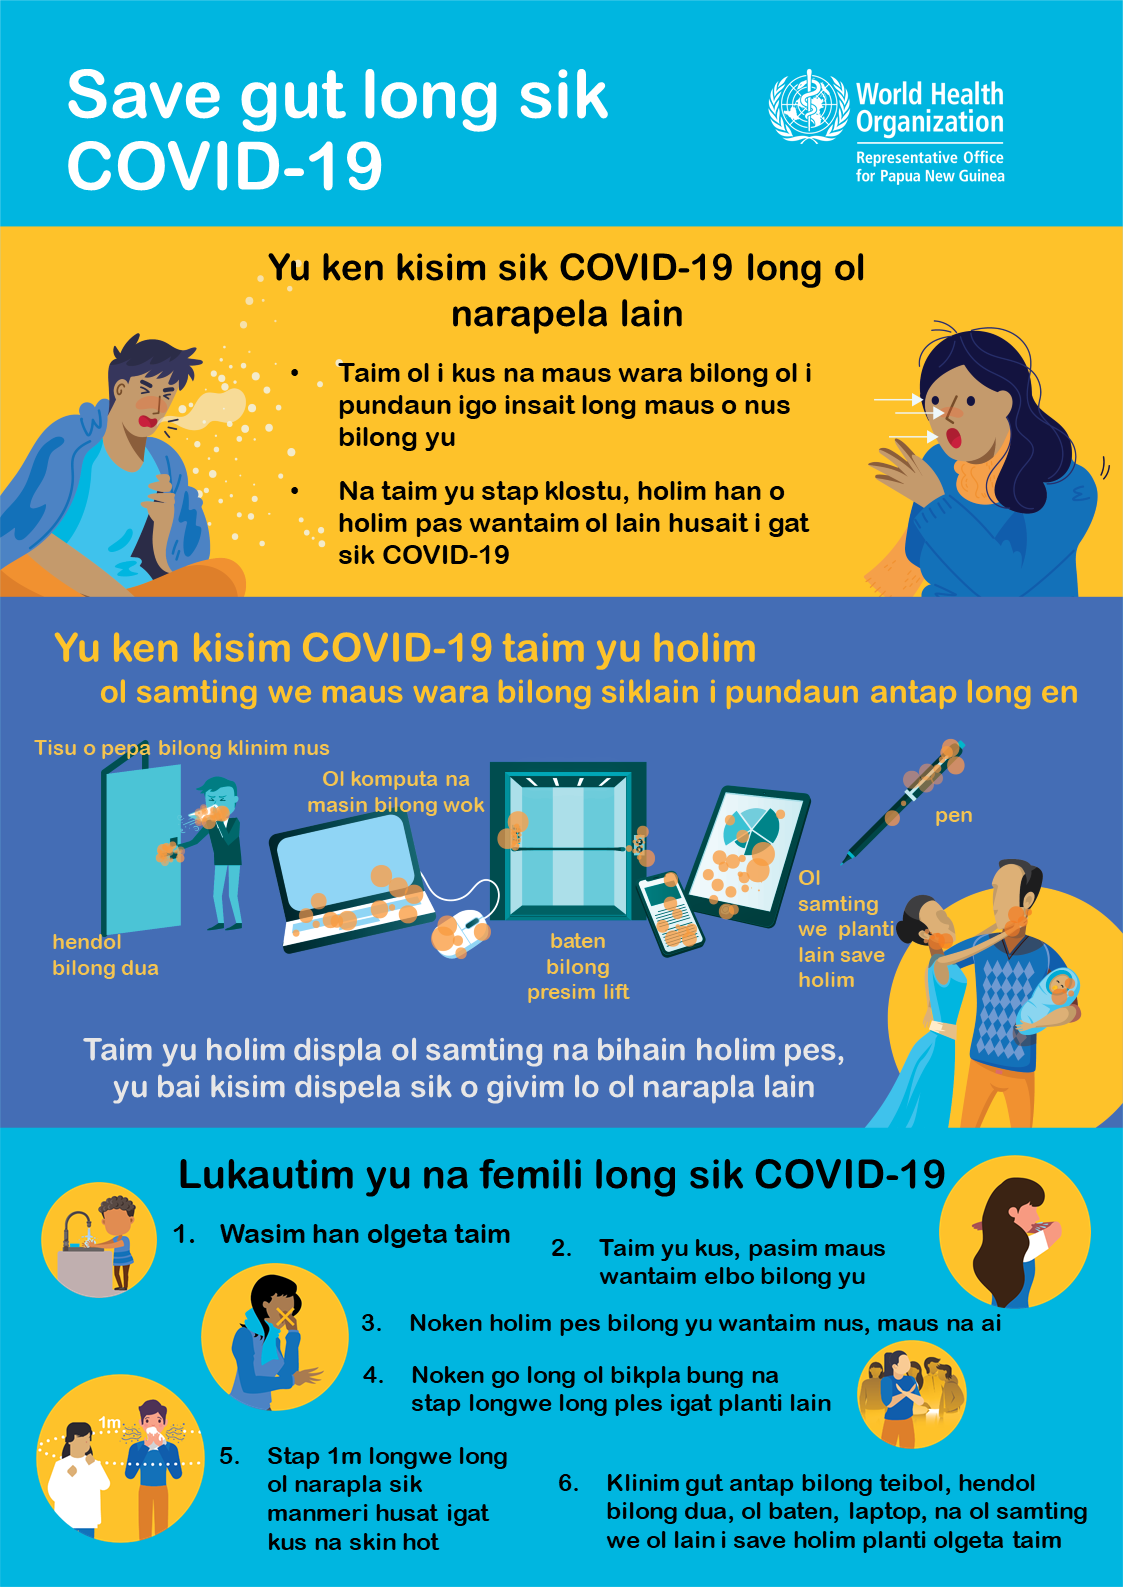 Save gut long sik
COVID-19
World Health
Organization
Representative Office
for Papua New Guinea
Yu ken kisim sik COVID-19 long ol
narapela lain
• Taim ol i kus na maus wara bilong ol i
pundaun igo insait long maus o nus
bilong yu
• Na taim yu stap klostu, holim han o
holim pas wantaim ol lain husait i gat
sik COVID-19
Yu ken kisim COVID-19 taim yu holim
ol samting we maus wara bilong siklain i pundaun antap long en
Tisu o pepa bilong klinim nus
Ol komputa na
masin bilong wok
pen
Ol
samting
we planti
lain save
holim
hendol
bilong dua
baten
bilong
presim lift
Taim yu holim displa ol samting na bihain holim pes,
yu bai kisim dispela sik o givim lo ol narapla lain
Lukautim yu na femili long sik COVID-19
1. Wasim han olgeta taim
2. Taim yu kus, pasim maus
wantaim elbo bilong yu
3. Noken holim pes bilong yu wantaim nus, maus na ai
4. Noken go long ol bikpla bung na
stap longwe long ples igat planti lain
1m
5. Stap 1m longwe long
ol narapla sik
manmeri husat igat
kus na skin hot
6. Klinim gut antap bilong teibol, hendol
bilong dua, ol baten, laptop, na ol samting
we ol lain i save holim planti olgeta taim